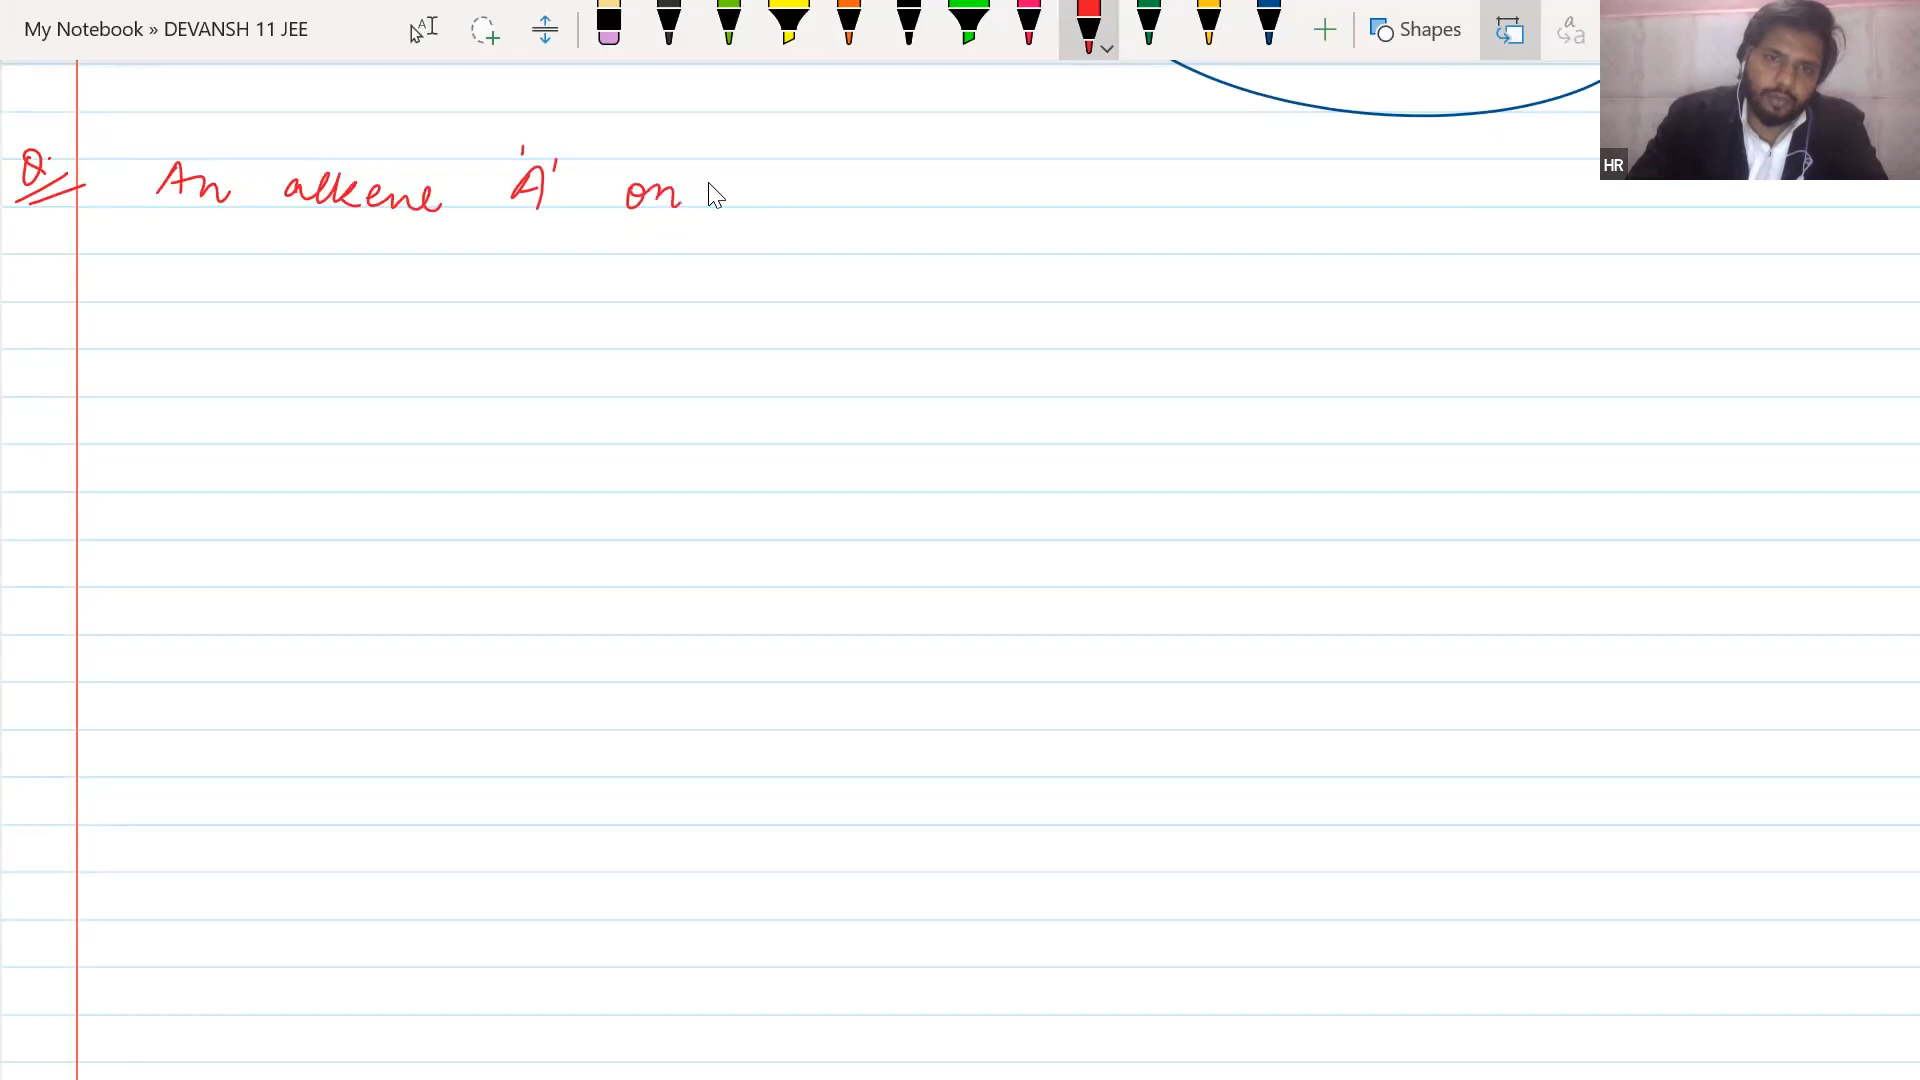 My Notebook » DEVANSH 11 JEE
Shapes
HR
Q. An alkene 'A' on